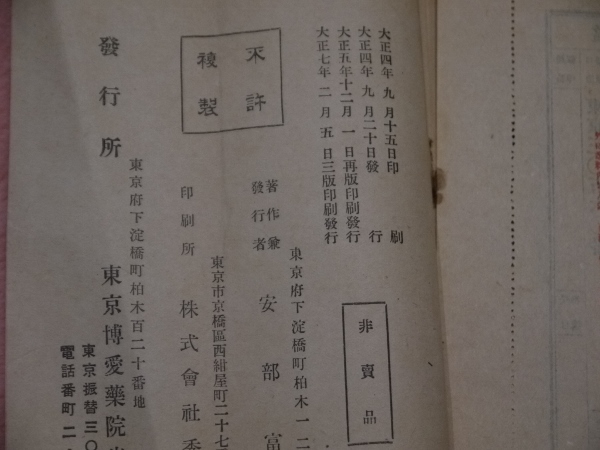 大正四年九月十五日印刷
大正四年九月二十日發行
大正五年十二月一日再版印刷發行
大正七年二月五日三版印刷發行
非賣品
不許
複製
東京府下淀橋町柏木一二
著作兼
發行者
安部富
東京市京橋區西紺屋町二十七
印刷所
株式會社秀
東京府下淀橋町柏木百二十番地
發行所
東京博愛藥院
東京振替三〇
電話番町二